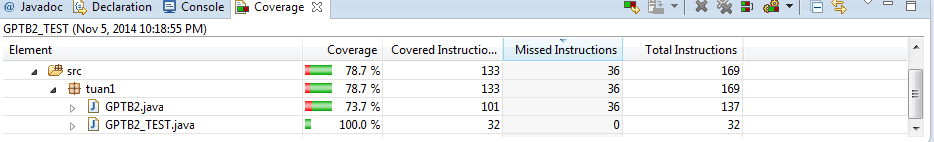 @ Javadoc Declaration Console Coverage
GPTB2_TEST (Nov 5, 2014 10:18:55 PM)
Element Coverage Covered Instructio... Missed Instructions Total Instructions
src 78.7 % 133 36 169
tuan1 78.7 % 133 36 169
GPTB2.java 73.7 % 101 36 137
GPTB2_TEST.java 100.0 % 32 0 32